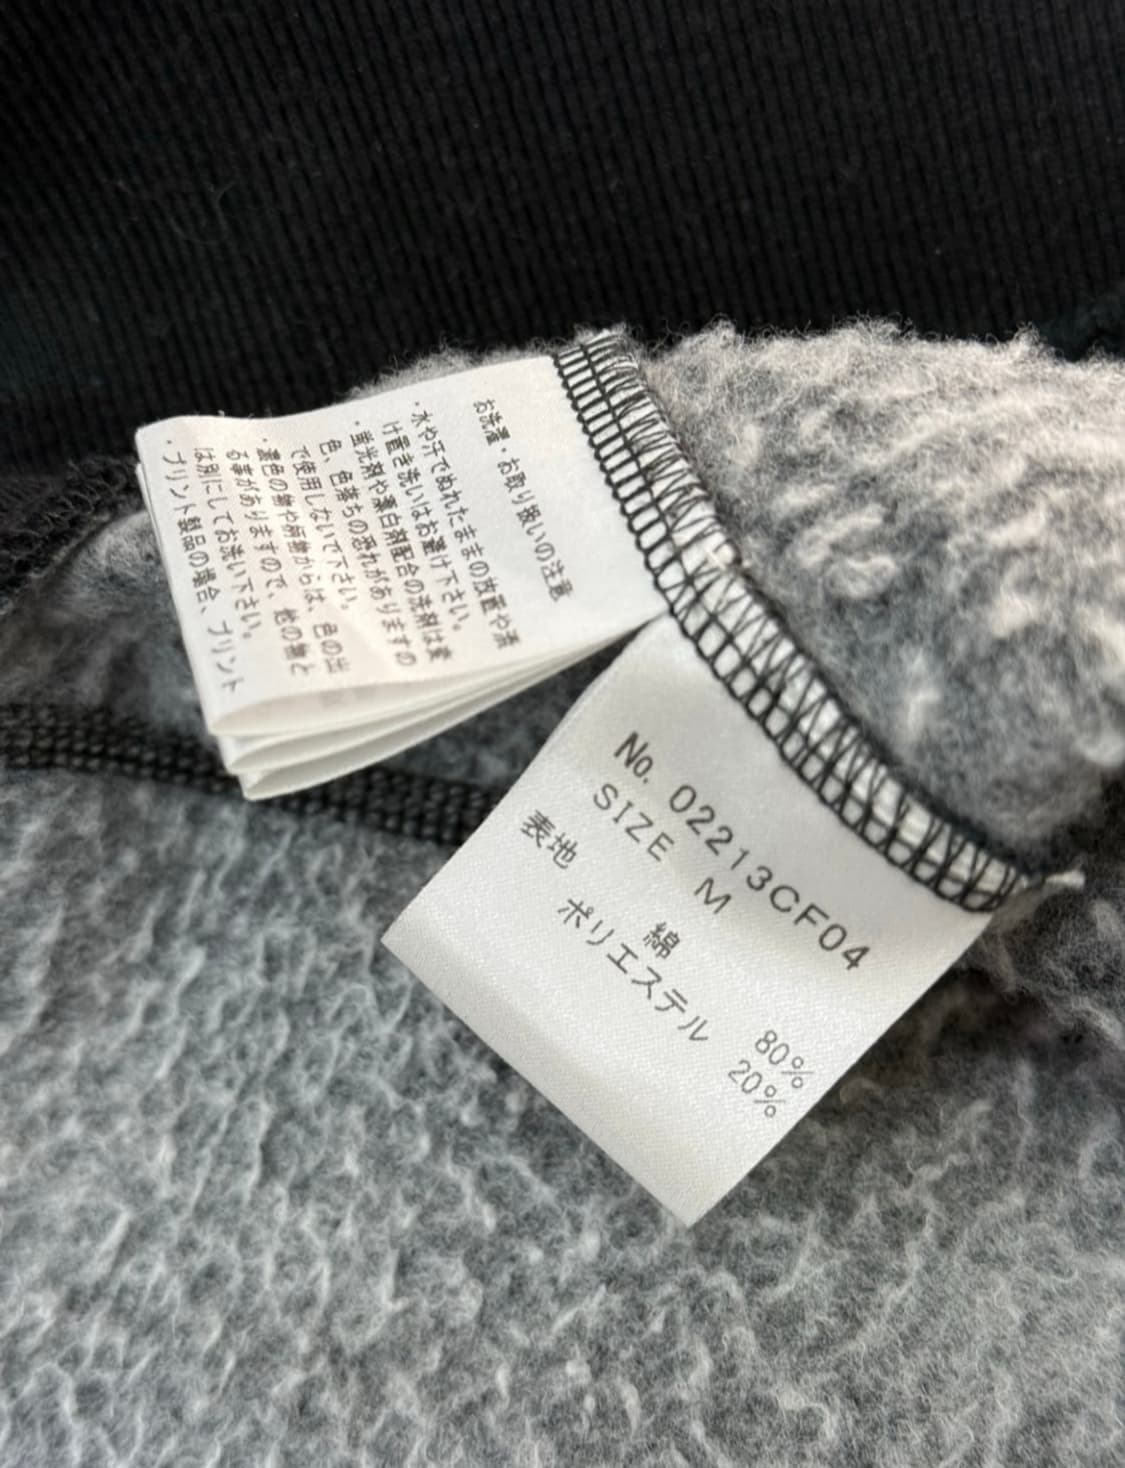 お洗濯・お取り扱いの注意
・水や汗でぬれたままの放置や漬
け置き洗いはお避け下さい。
・蛍光剤や漂白剤配合の洗剤は変
色、色落ちの恐れがありますの
で使用しないで下さい。
・濃色の物や柄物からは、色の出
る事がありますので、他の物と
は別にしてお洗い下さい。
・プリント製品の場合、プリント
No. 02213CF04
SIZE M
表地
綿 80%
ポリエステル 20%